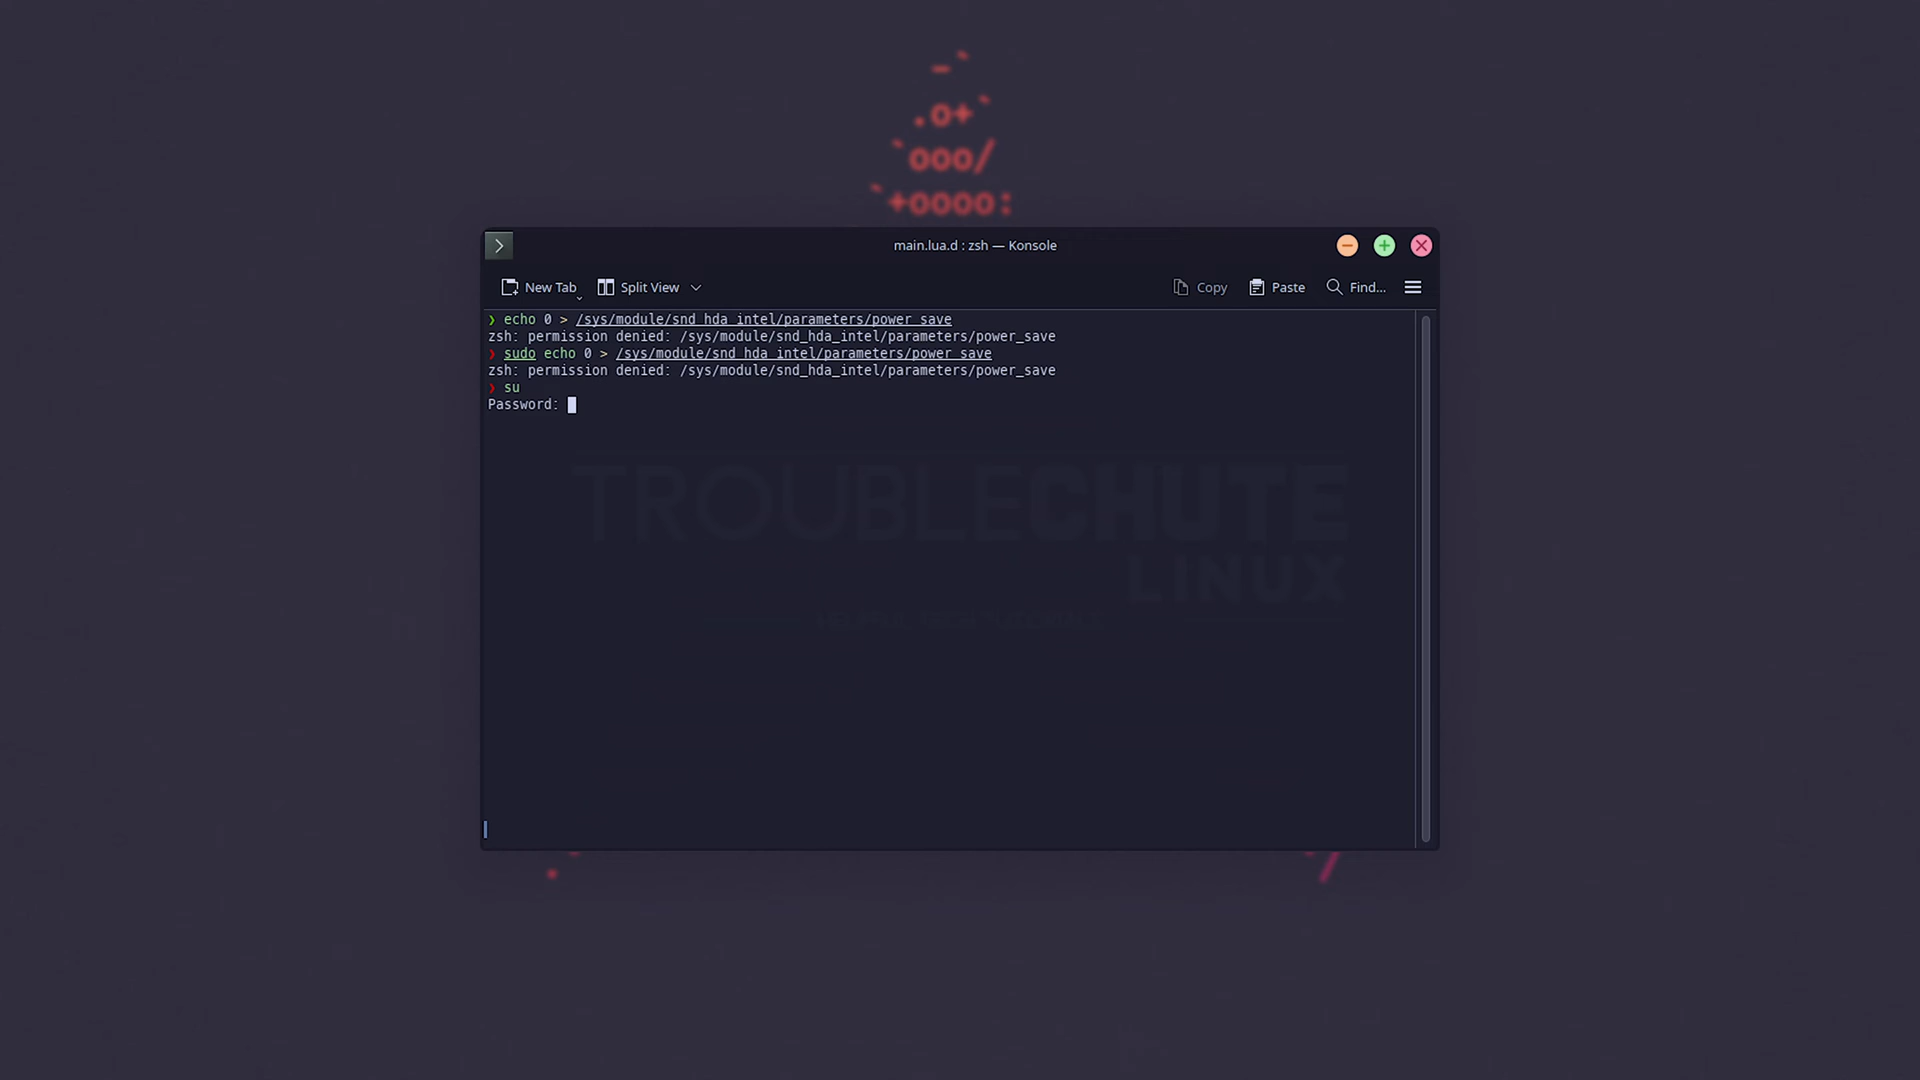 -`
.o+`
`ooo/
`+oooo:
main.lua.d : zsh — Konsole
New Tab
Split View
Copy
Paste
Find...
❯ echo 0 > /sys/module/snd_hda_intel/parameters/power_save
zsh: permission denied: /sys/module/snd_hda_intel/parameters/power_save
❯ sudo echo 0 > /sys/module/snd_hda_intel/parameters/power_save
zsh: permission denied: /sys/module/snd_hda_intel/parameters/power_save
❯ su
Password:
TROUBLECHUTE
LINUX